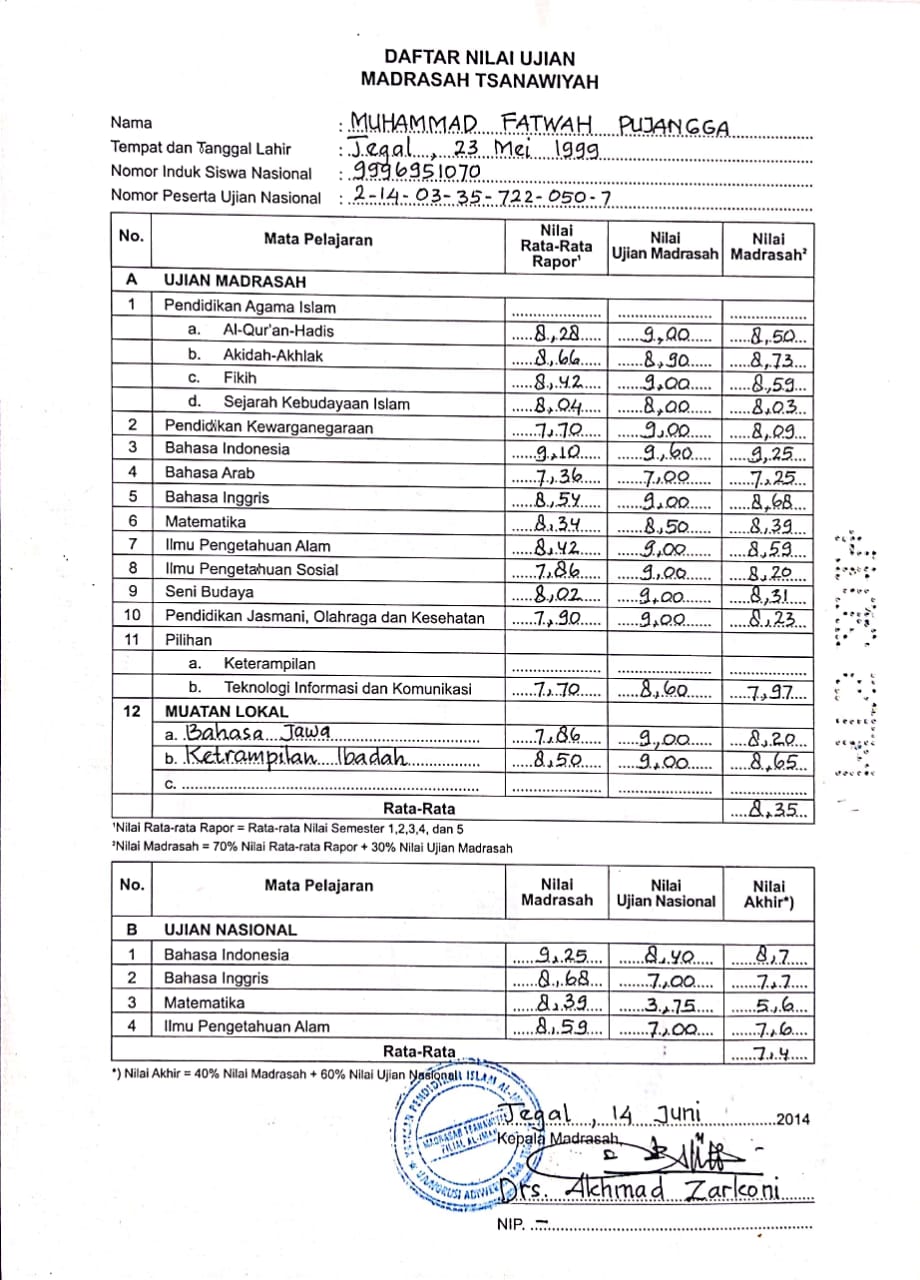 DAFTAR NILAI UJIAN
MADRASAH TSANAWIYAH
Nama : MUHAMMAD FATWAH PUJANGGA
Tempat dan Tanggal Lahir : Tegal, 23 Mei 1999
Nomor Induk Siswa Nasional : 9996951070
Nomor Peserta Ujian Nasional : 2-14-03-35-722-050-7
No. Mata Pelajaran Nilai Rata-Rata Rapor¹ Nilai Ujian Madrasah Nilai Madrasah²
A UJIAN MADRASAH
1 Pendidikan Agama Islam
a. Al-Qur'an-Hadis 8,28 9,00 8,50
b. Akidah-Akhlak 8,66 8,90 8,73
c. Fikih 8,42 9,00 8,59
d. Sejarah Kebudayaan Islam 8,04 8,00 8,03
2 Pendidikan Kewarganegaraan 7,70 9,00 8,09
3 Bahasa Indonesia 9,10 9,60 9,25
4 Bahasa Arab 7,36 7,00 7,25
5 Bahasa Inggris 8,54 9,00 8,68
6 Matematika 8,34 8,50 8,39
7 Ilmu Pengetahuan Alam 8,42 9,00 8,59
8 Ilmu Pengetahuan Sosial 7,86 9,00 8,20
9 Seni Budaya 8,02 9,00 8,31
10 Pendidikan Jasmani, Olahraga dan Kesehatan 7,90 9,00 8,23
11 Pilihan
a. Keterampilan
b. Teknologi Informasi dan Komunikasi 7,70 8,60 7,97
12 MUATAN LOKAL
a. Bahasa Jawa 7,86 9,00 8,20
b. Ketrampilan Ibadah 8,50 9,00 8,65
c.
Rata-Rata 8,35
¹Nilai Rata-rata Rapor = Rata-rata Nilai Semester 1,2,3,4, dan 5
²Nilai Madrasah = 70% Nilai Rata-rata Rapor + 30% Nilai Ujian Madrasah
No. Mata Pelajaran Nilai Madrasah Nilai Ujian Nasional Nilai Akhir*)
B UJIAN NASIONAL
1 Bahasa Indonesia 9,25 8,40 8,7
2 Bahasa Inggris 8,68 7,00 7,7
3 Matematika 8,39 3,75 5,6
4 Ilmu Pengetahuan Alam 8,59 7,00 7,6
Rata-Rata 7,4
*) Nilai Akhir = 40% Nilai Madrasah + 60% Nilai Ujian Nasional
Tegal, 14 Juni 2014
Kepala Madrasah,
Drs. Akhmad Zarkoni
NIP. -